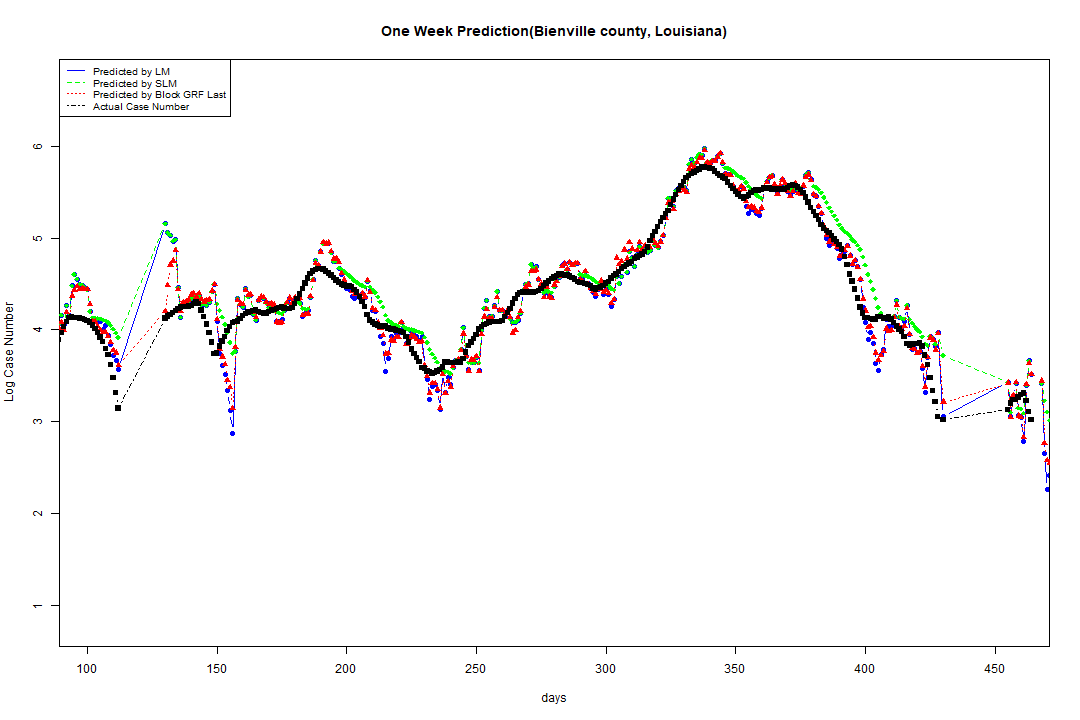 One Week Prediction(Bienville county, Louisiana)
Predicted by LM
Predicted by SLM
Predicted by Block GRF Last
Actual Case Number
Log Case Number
6
5
4
3
2
1
100 150 200 250 300 350 400 450
days